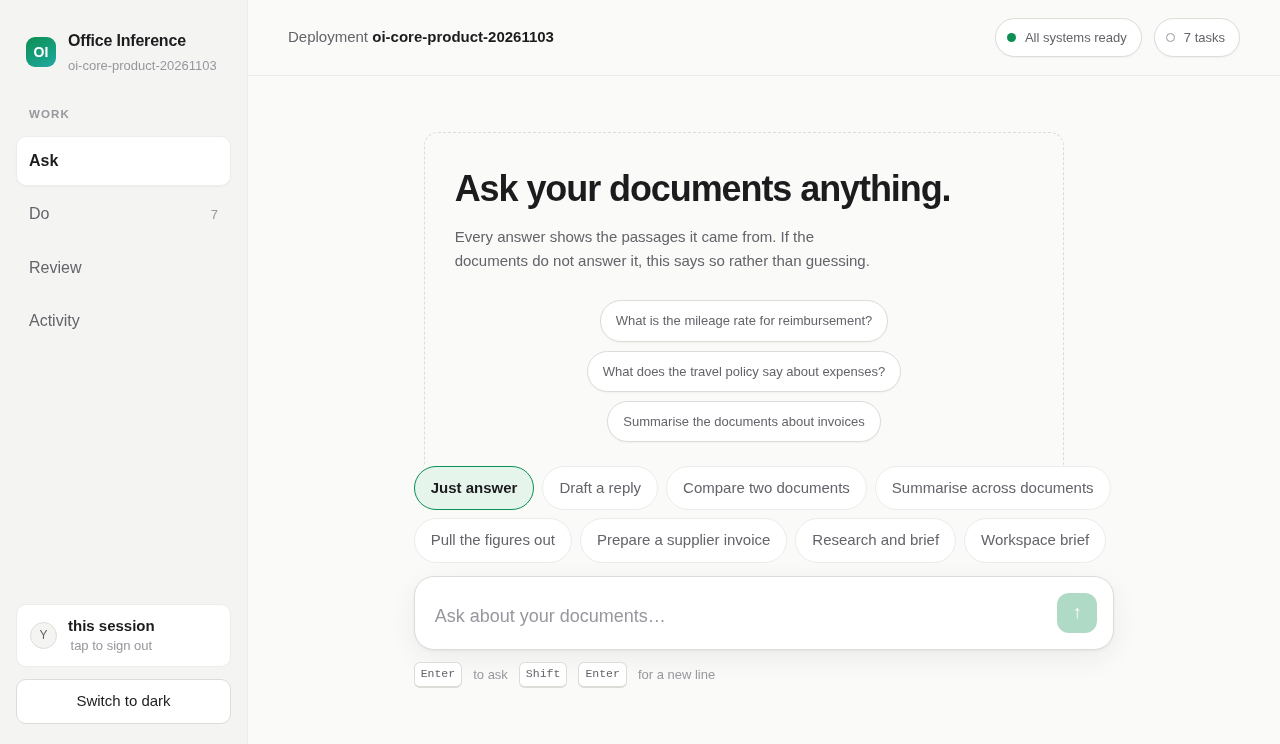 OI
Office Inference
oi-core-product-20261103
WORK
Ask
Do 7
Review
Activity
Y
this session
tap to sign out
Switch to dark
Deployment oi-core-product-20261103
All systems ready
7 tasks
Ask your documents anything.
Every answer shows the passages it came from. If the
documents do not answer it, this says so rather than guessing.
What is the mileage rate for reimbursement?
What does the travel policy say about expenses?
Summarise the documents about invoices
Just answer Draft a reply Compare two documents Summarise across documents
Pull the figures out Prepare a supplier invoice Research and brief Workspace brief
Ask about your documents…
↑
Enter to ask Shift Enter for a new line